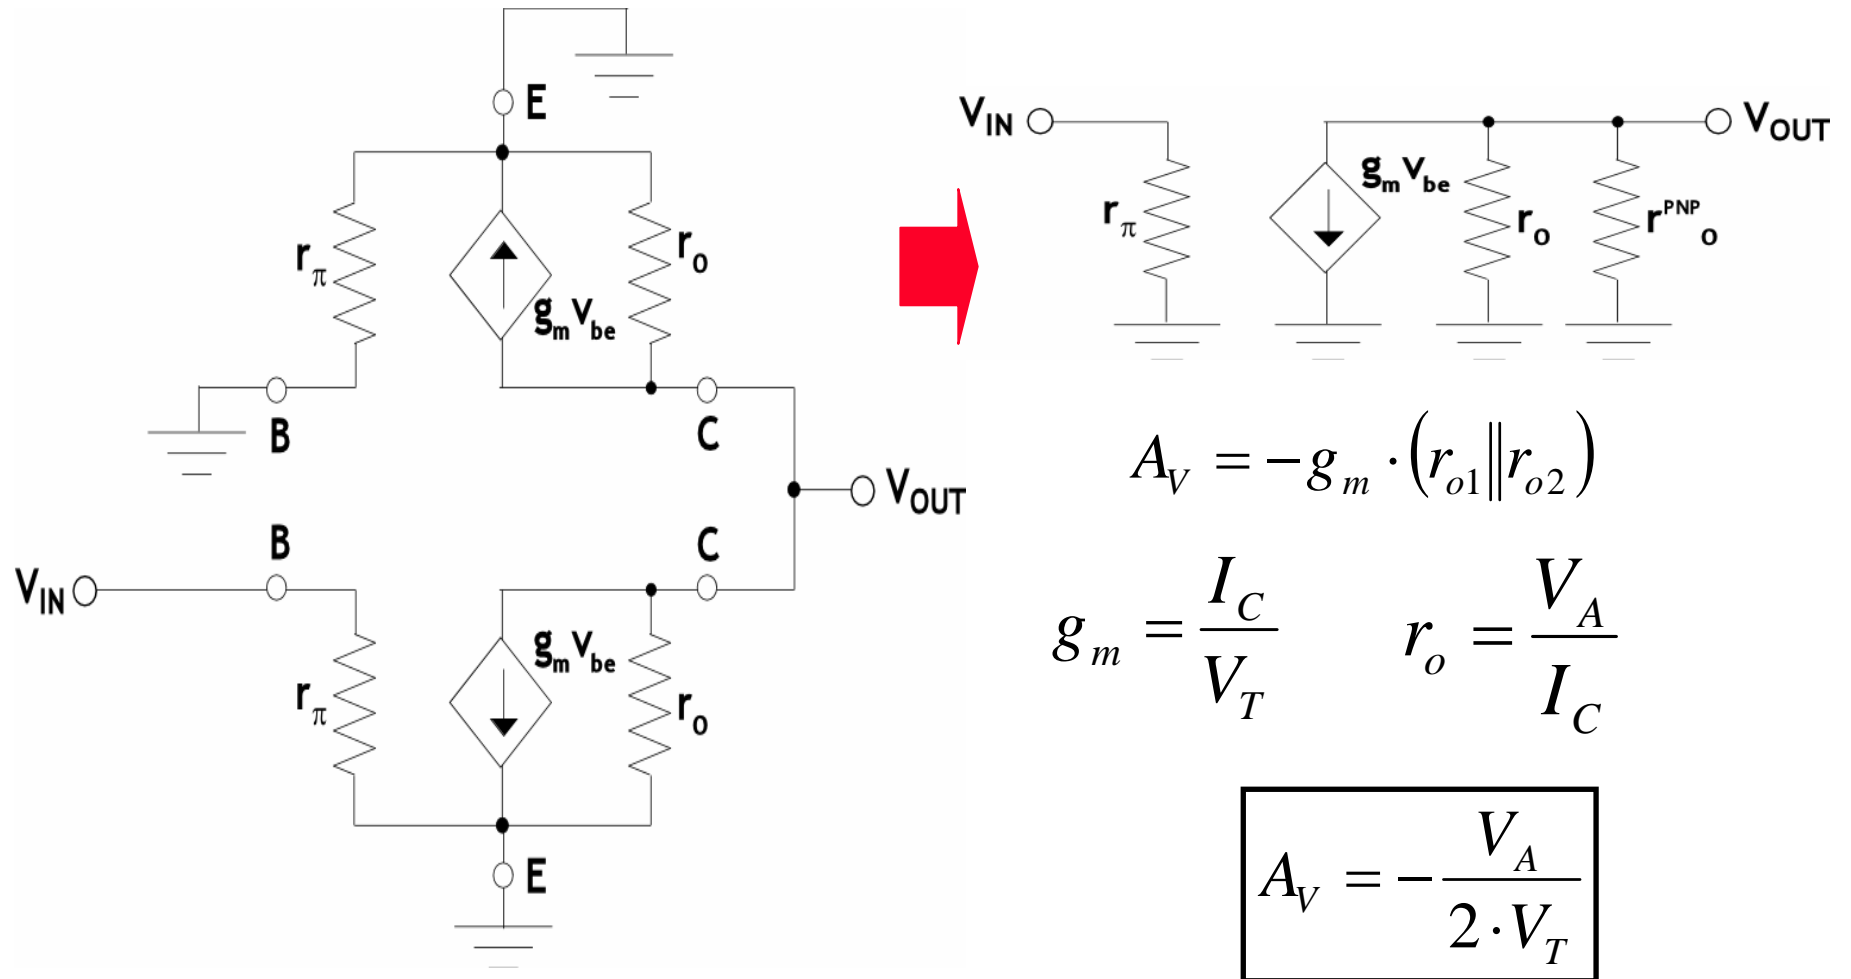 E
rπ
gmVbe
ro
B
C
VOUT
VIN
B
C
rπ
gmVbe
ro
E
VIN
VOUT
rπ
gmVbe
ro
rPNPo
AV = −gm · (ro1‖ro2)
gm = IC / VT
ro = VA / IC
AV = − VA / 2 · VT